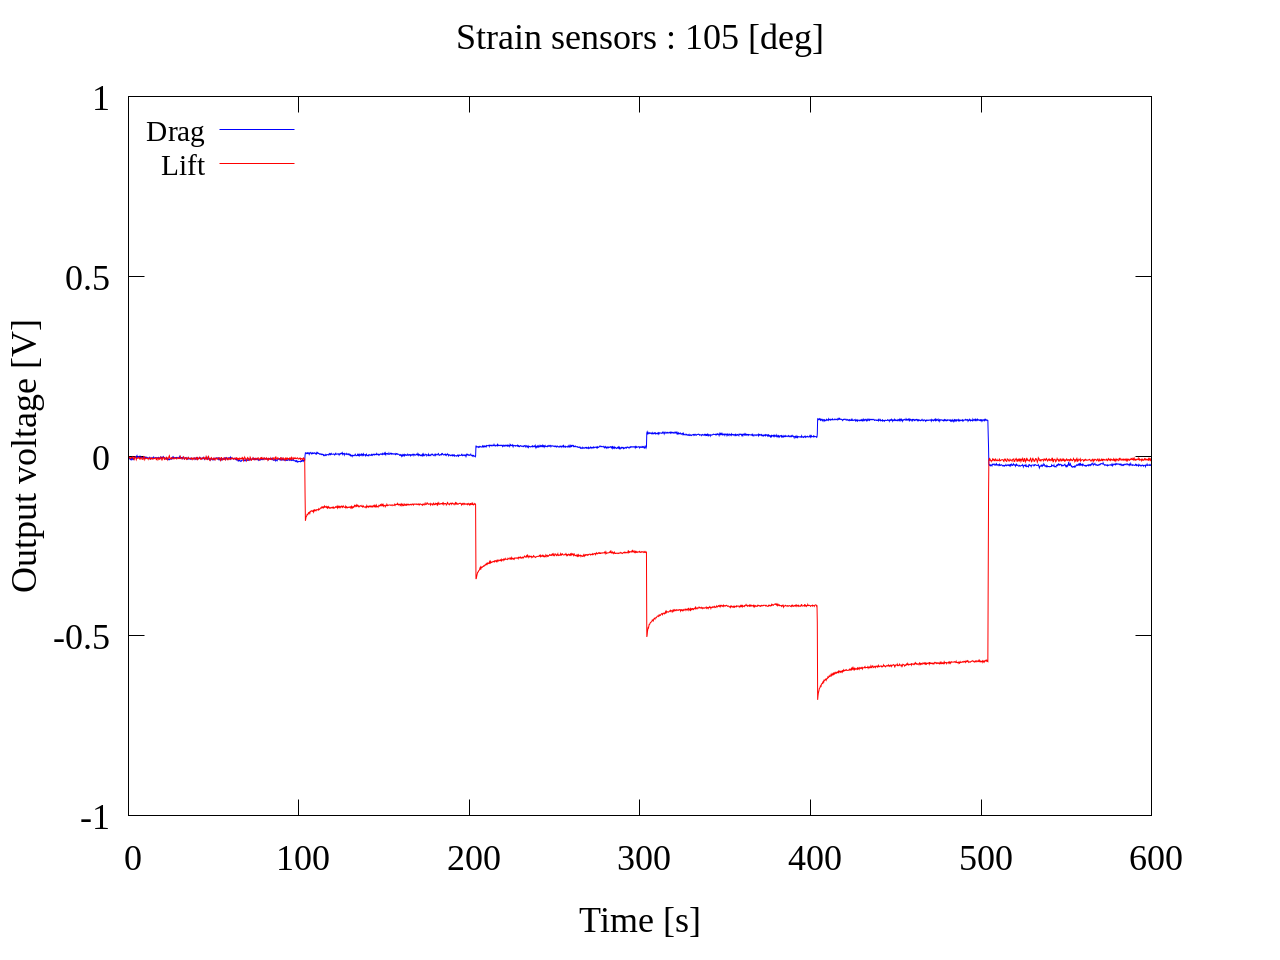 Strain sensors : 105 [deg]
1
0.5
0
-0.5
-1
Output voltage [V]
Drag
Lift
0 100 200 300 400 500 600
Time [s]